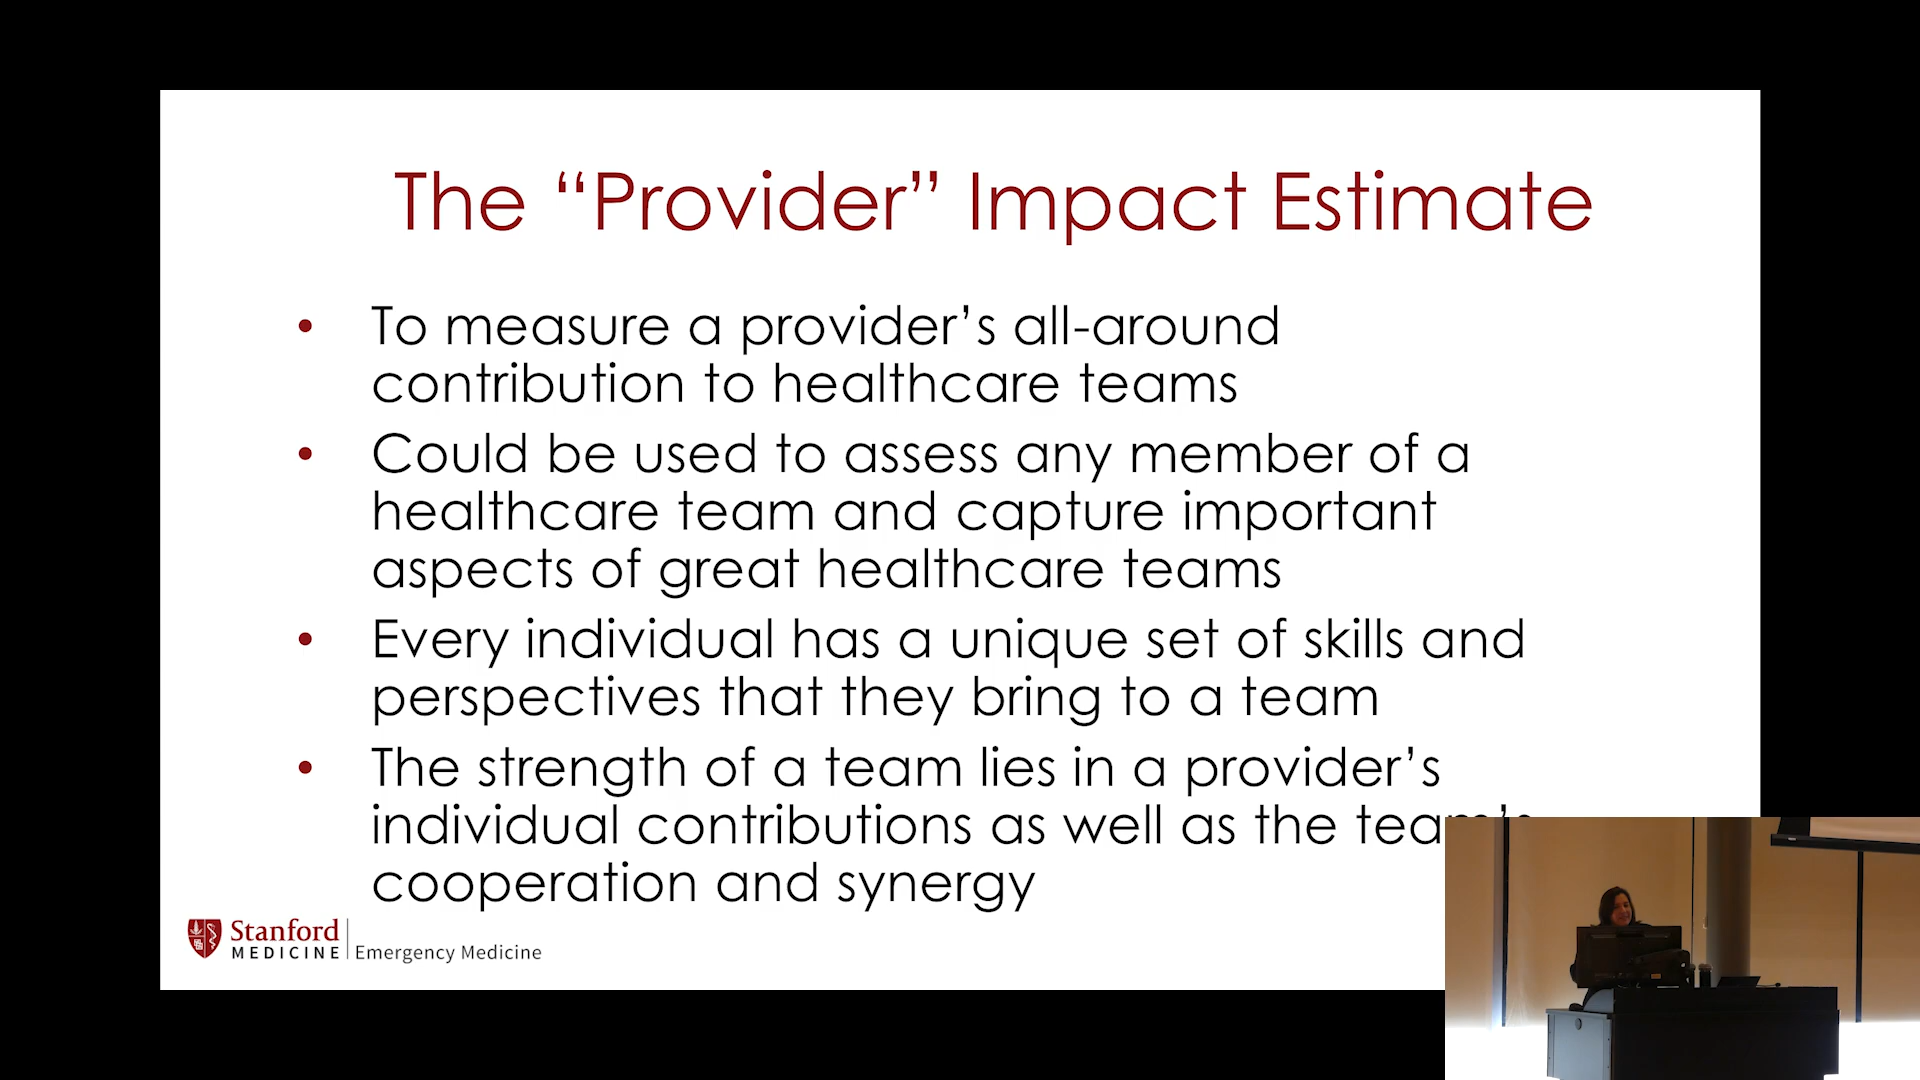 The “Provider” Impact Estimate
• To measure a provider’s all-around
contribution to healthcare teams
• Could be used to assess any member of a
healthcare team and capture important
aspects of great healthcare teams
• Every individual has a unique set of skills and
perspectives that they bring to a team
• The strength of a team lies in a provider’s
individual contributions as well as the team’s
cooperation and synergy
Stanford
MEDICINE
Emergency Medicine